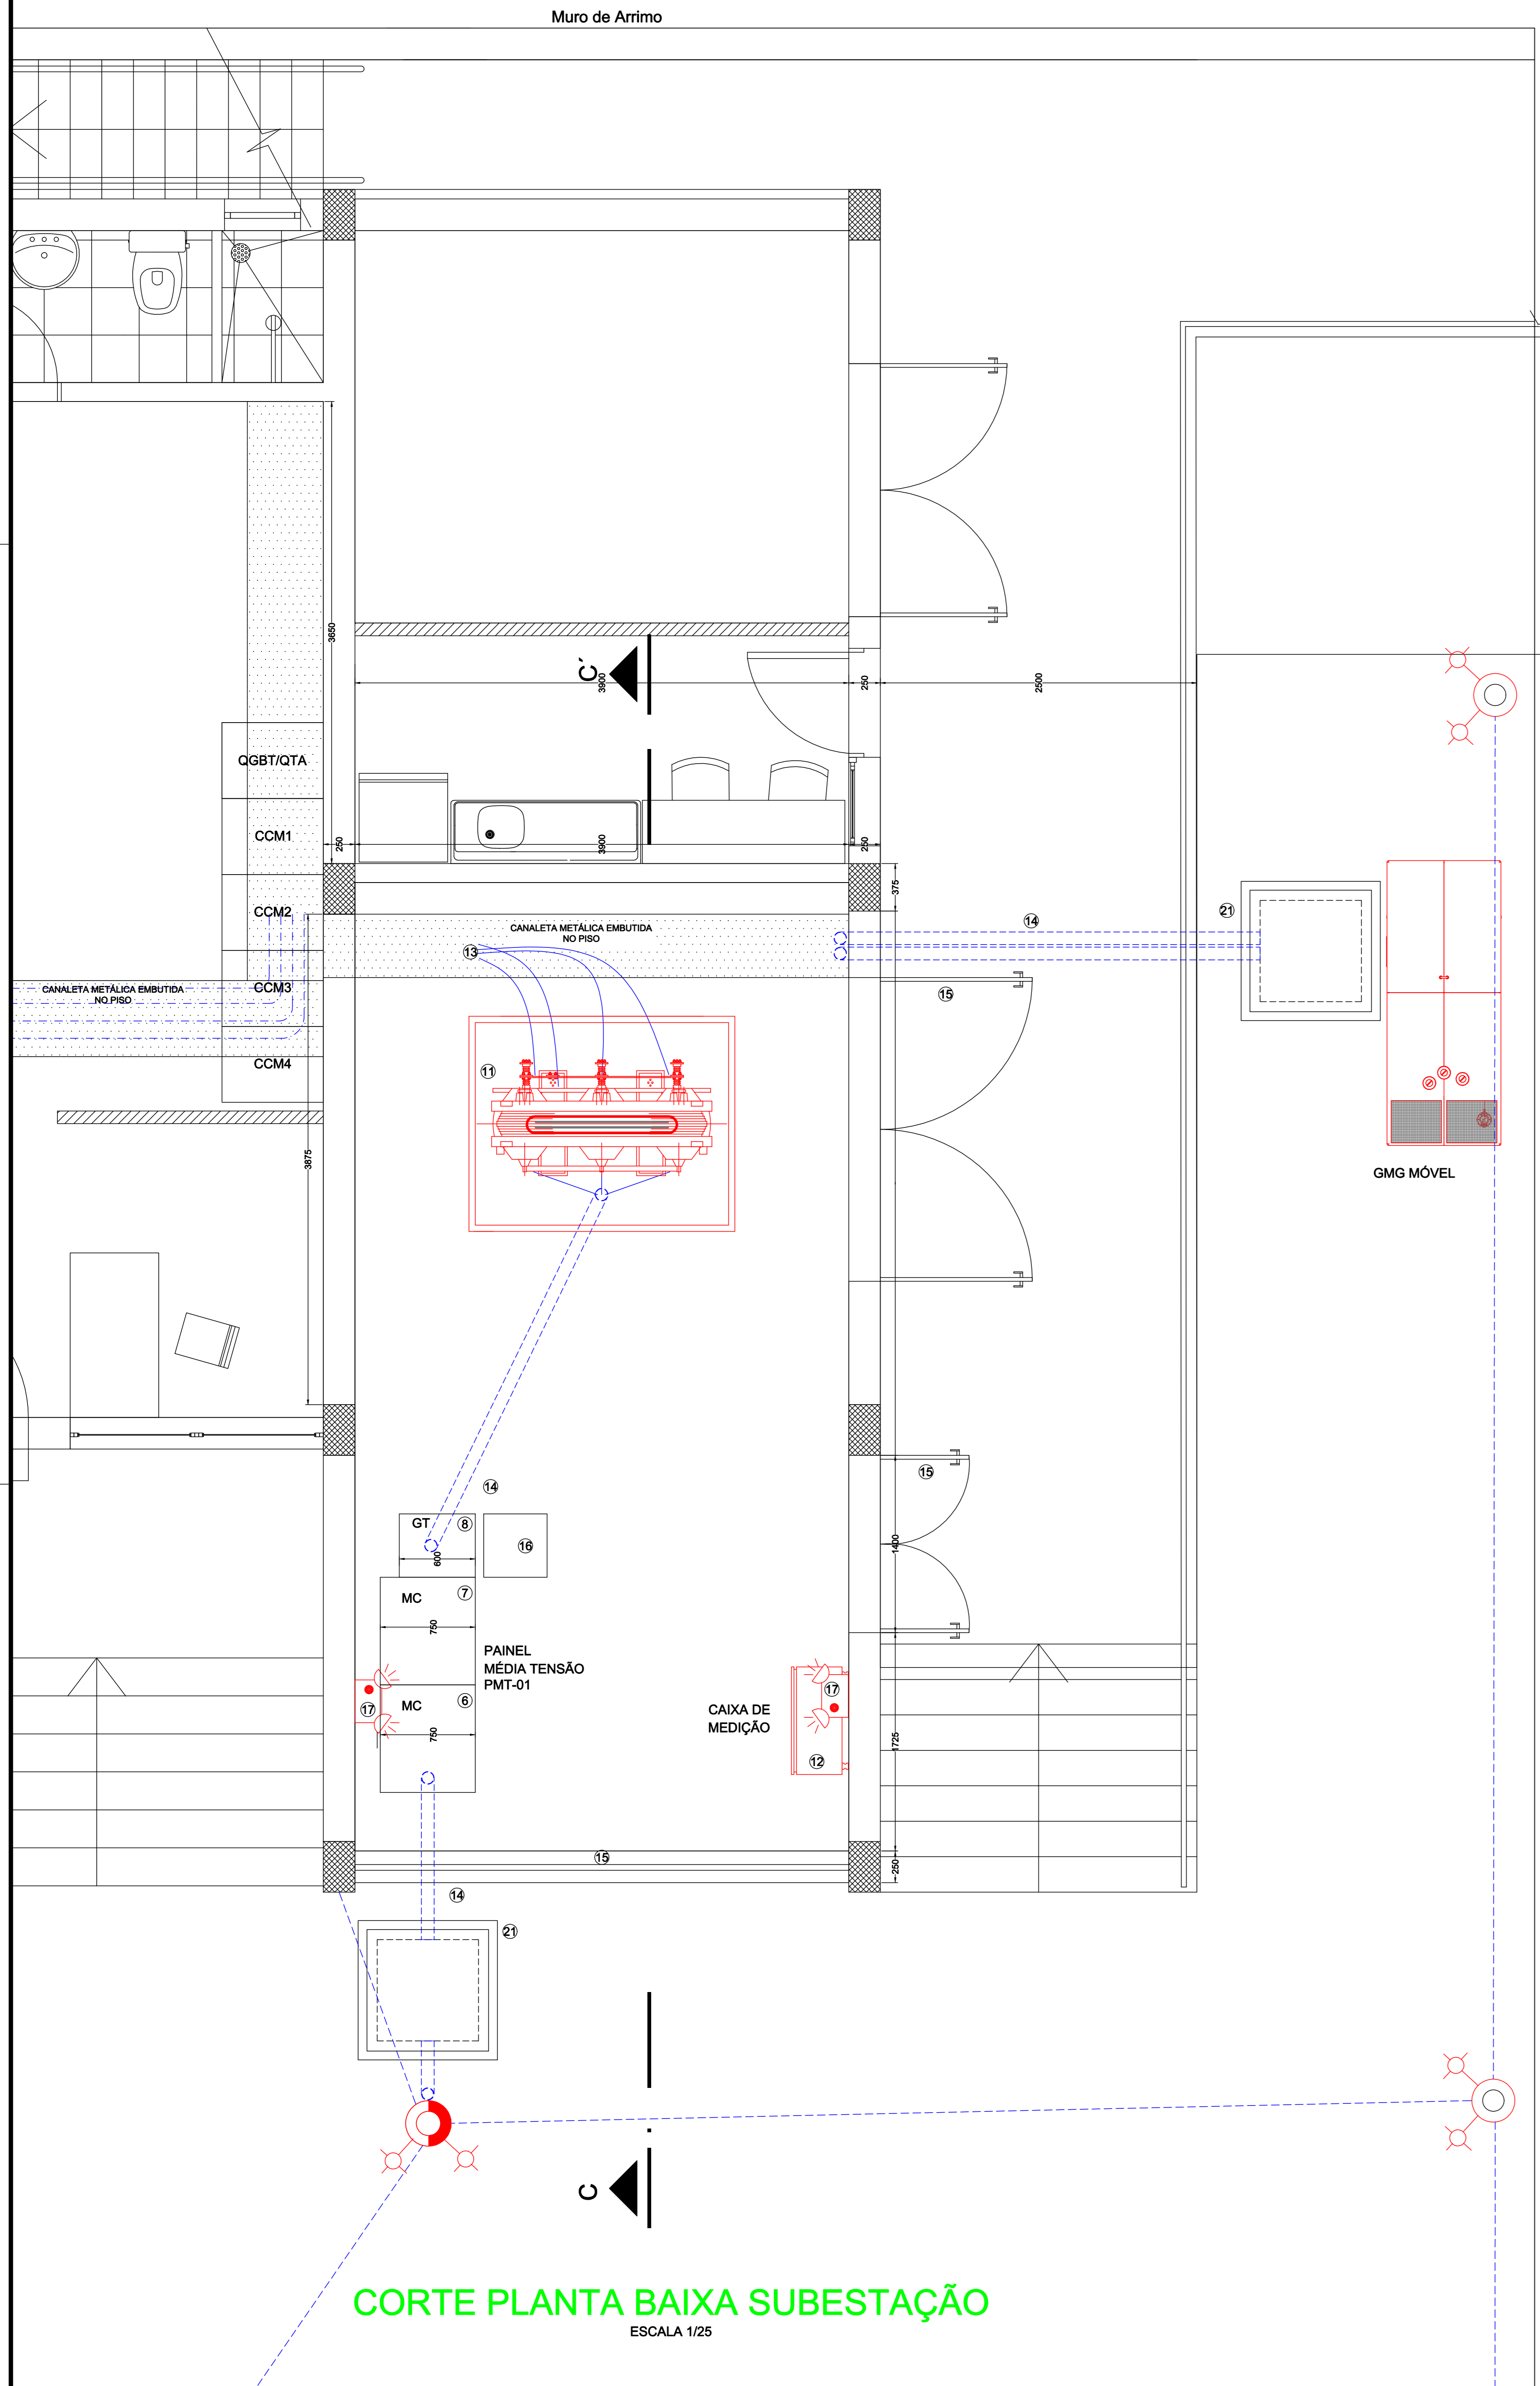 Muro de Arrimo
3650
C´
3900
250
2500
QGBT/QTA
CCM1
250
3900
250
375
CCM2
CANALETA METÁLICA EMBUTIDA
NO PISO
13
14
21
CCM3
CANALETA METÁLICA EMBUTIDA
NO PISO
15
CCM4
11
3875
GMG MÓVEL
14
15
GT
8
16
600
1400
MC
7
750
PAINEL
MÉDIA TENSÃO
PMT-01
17
MC
6
750
CAIXA DE
MEDIÇÃO
17
12
1725
15
250
14
21
C
CORTE PLANTA BAIXA SUBESTAÇÃO
ESCALA 1/25